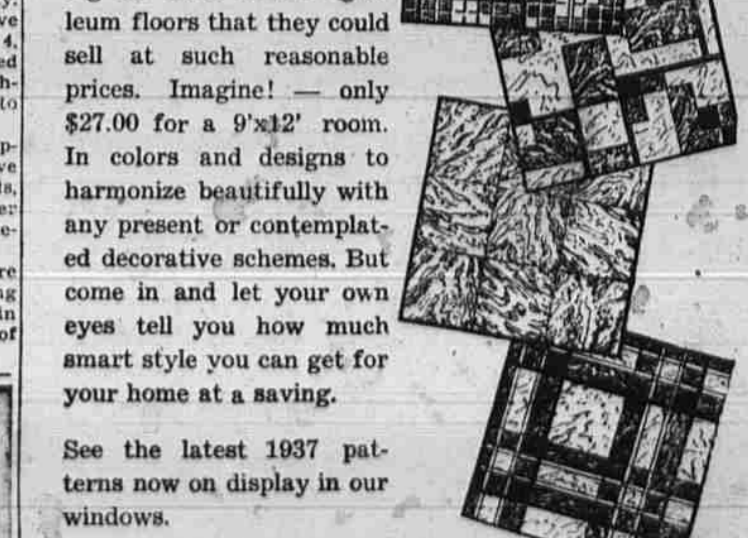 leum floors that they could
sell at such reasonable
prices. Imagine! — only
$27.00 for a 9'x12' room.
In colors and designs to
harmonize beautifully with
any present or contemplat-
ed decorative schemes. But
come in and let your own
eyes tell you how much
smart style you can get for
your home at a saving.
See the latest 1937 pat-
terns now on display in our
windows.